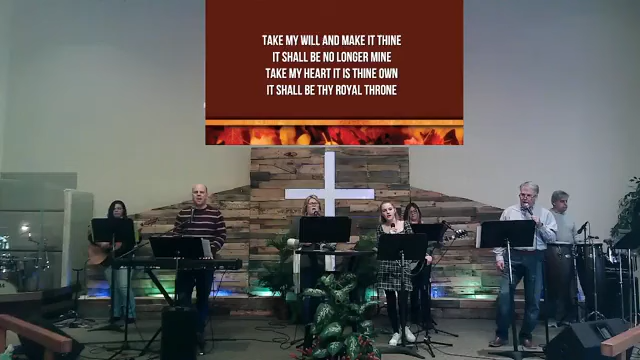 TAKE MY WILL AND MAKE IT THINE
IT SHALL BE NO LONGER MINE
TAKE MY HEART IT IS THINE OWN
IT SHALL BE THY ROYAL THRONE